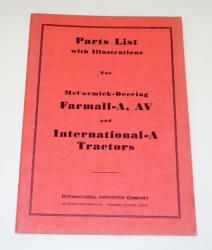 Parts List
with Illustrations
For
McCormick-Deering
Farmall-A, AV
and
International-A
Tractors
International Harvester Company